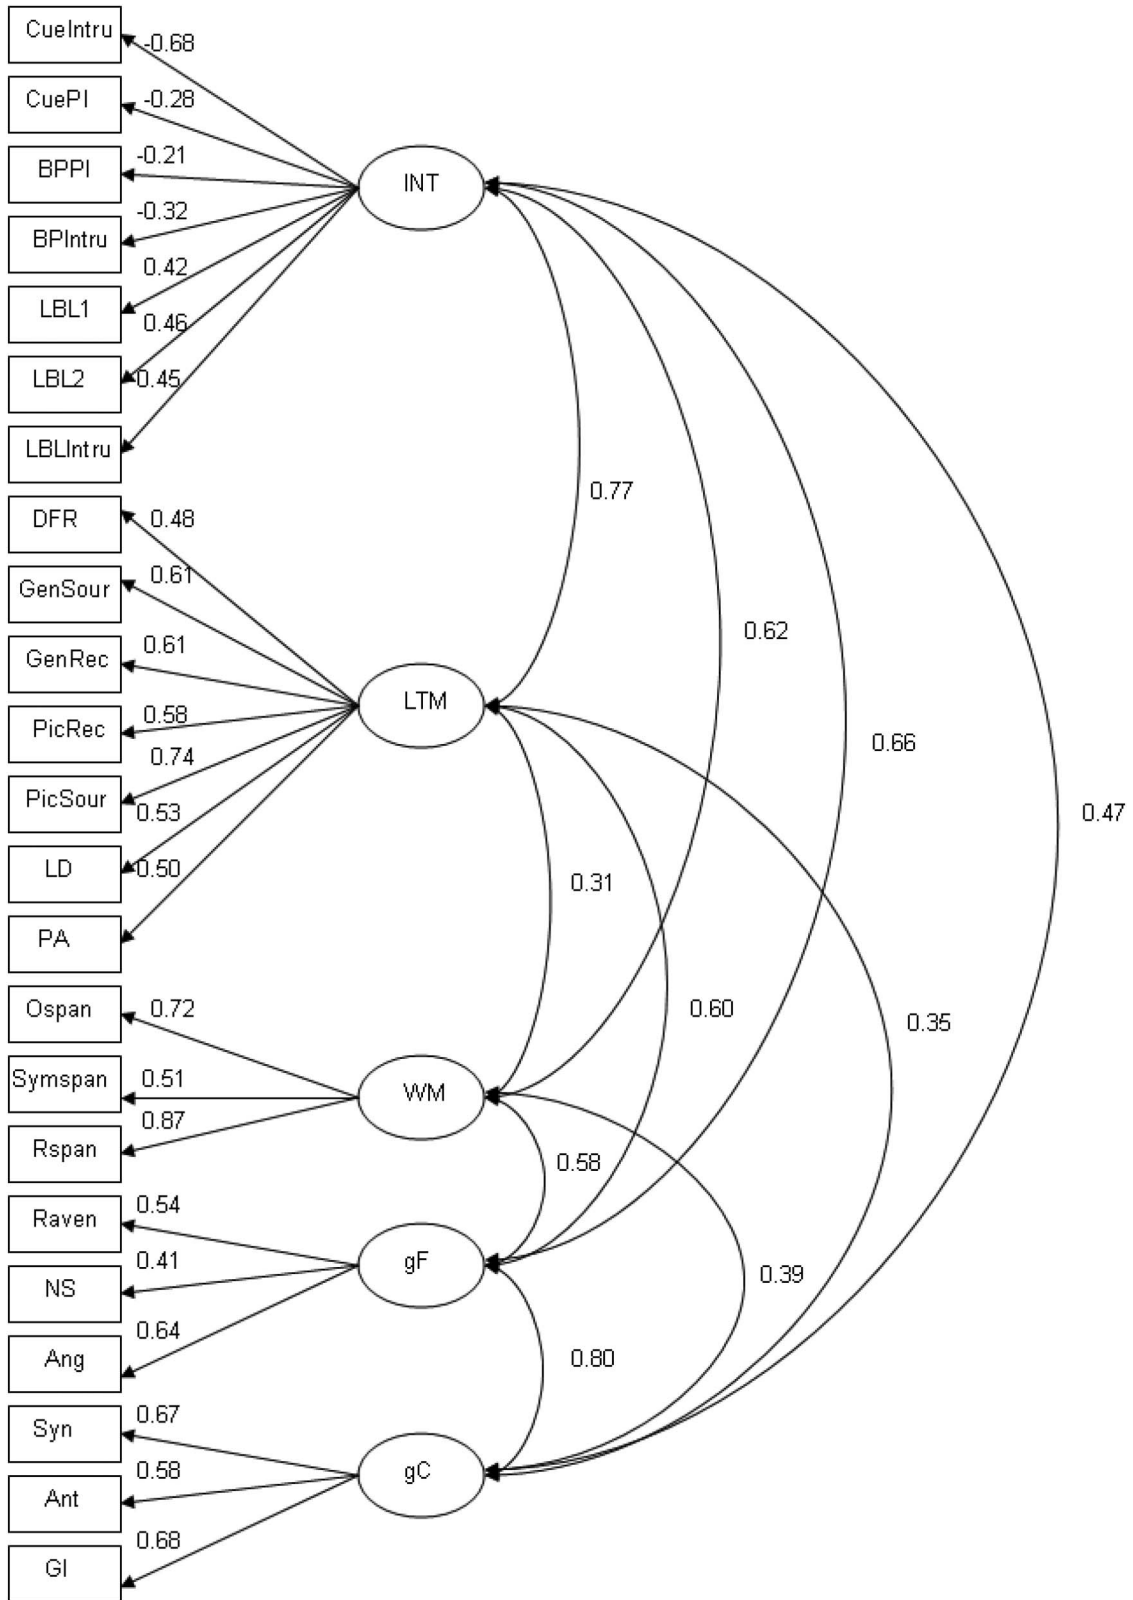 CueIntru
-0.68
CuePI
-0.28
BPPI
-0.21
INT
BPIntru
-0.32
LBL1
0.42
LBL2
0.46
LBLIntru
0.45
0.77
DFR
0.48
GenSour
0.61
0.62
GenRec
0.61
LTM
PicRec
0.58
0.66
PicSour
0.74
0.47
LD
0.53
PA
0.50
0.31
Ospan
0.72
0.60
0.35
Symspan
0.51
WM
Rspan
0.87
0.58
Raven
0.54
gF
NS
0.41
0.39
Ang
0.64
0.80
Syn
0.67
gC
Ant
0.58
GI
0.68